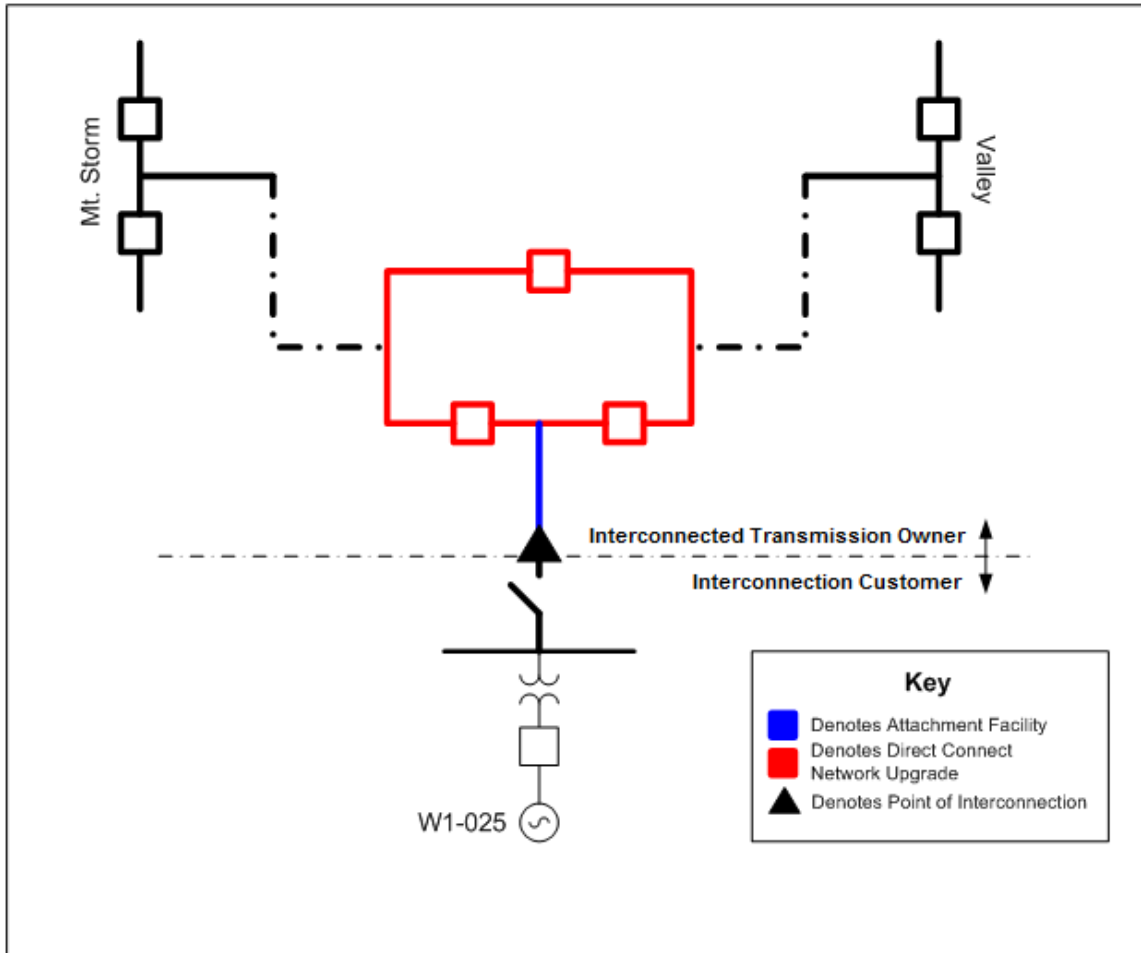 Mt. Storm
Valley
Interconnected Transmission Owner
Interconnection Customer
Key
Denotes Attachment Facility
Denotes Direct Connect
Network Upgrade
Denotes Point of Interconnection
W1-025